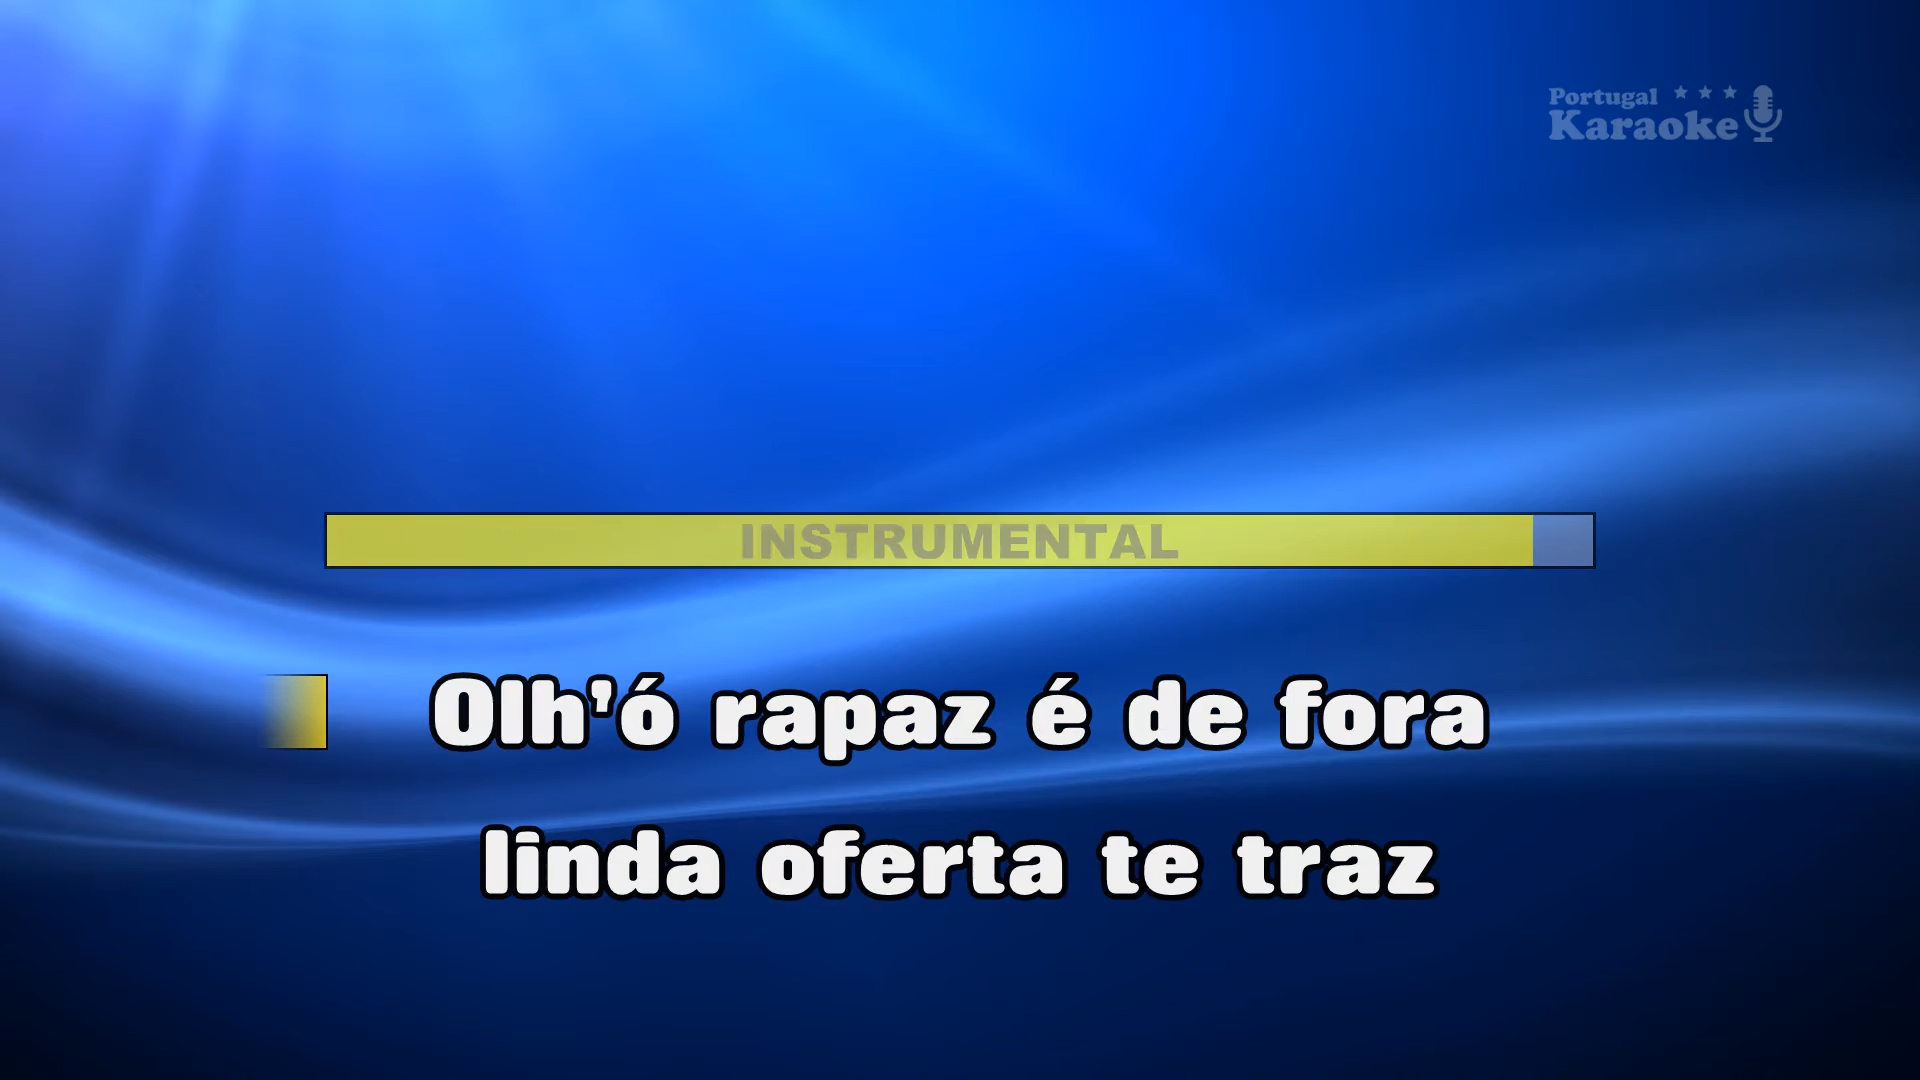 Portugal
Karaoke
INSTRUMENTAL
Olh'ó rapaz é de fora
linda oferta te traz